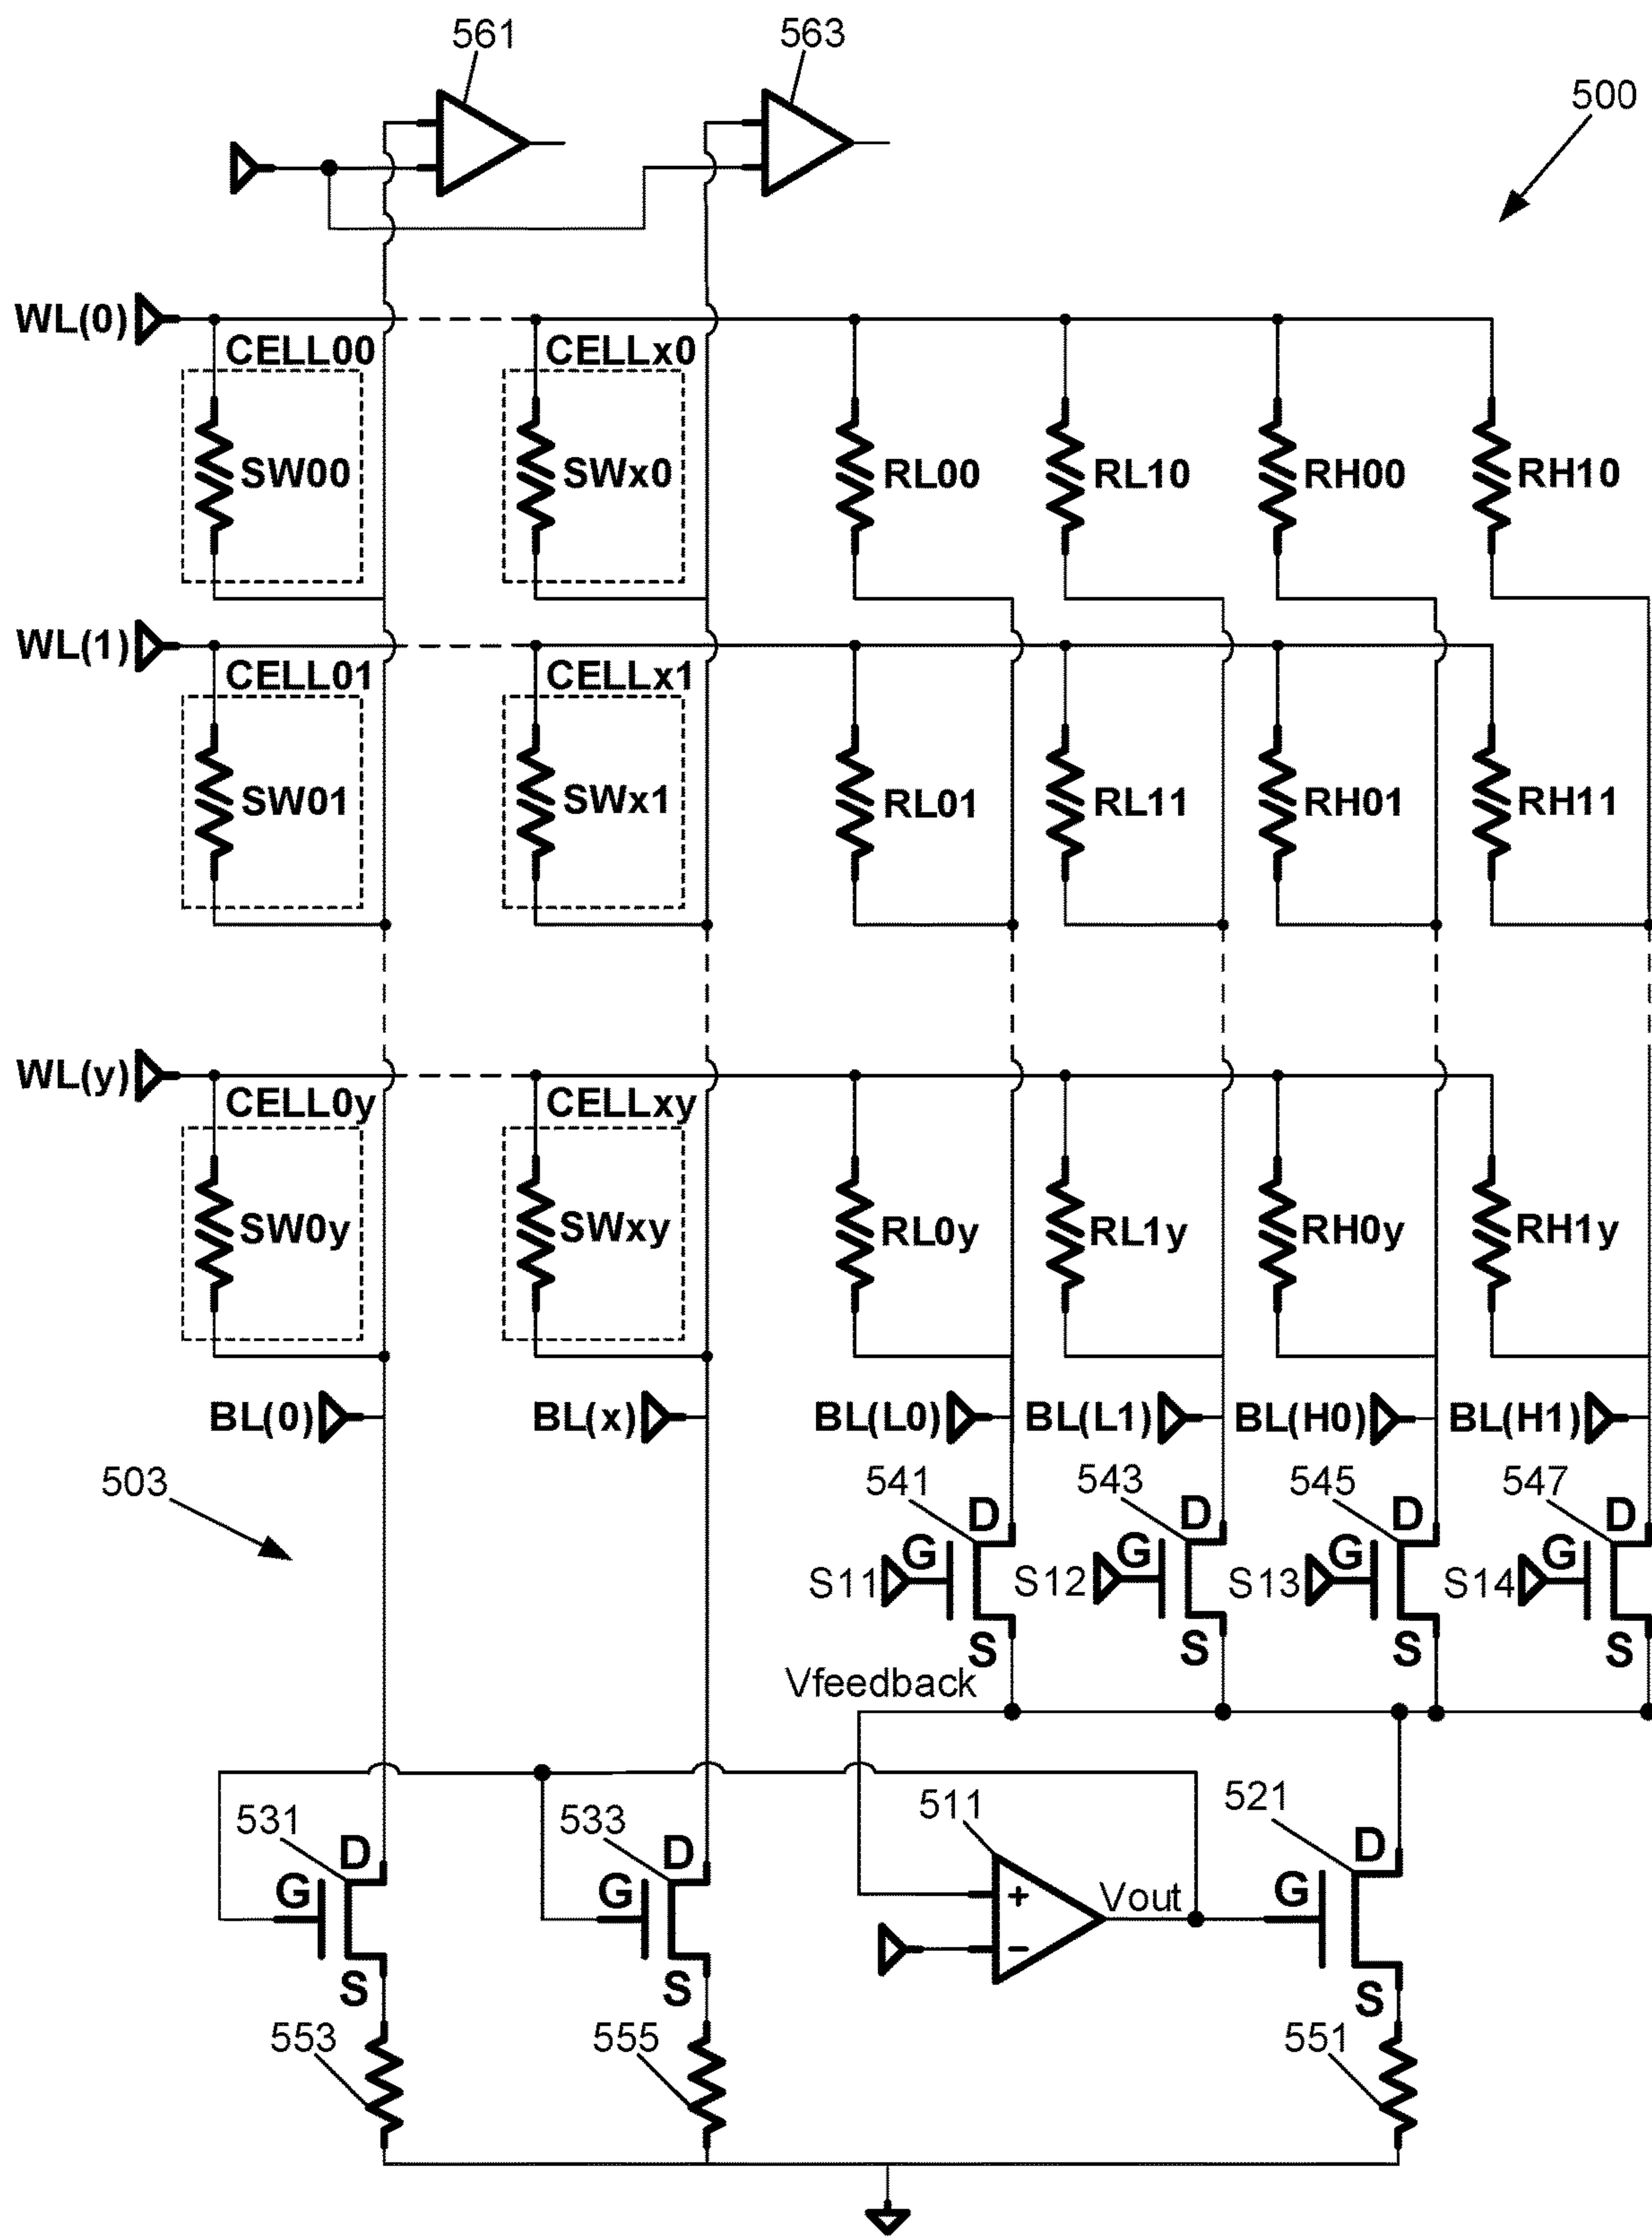 561 563
500
WL(0) CELL00 CELLx0
SW00 SWx0 RL00 RL10 RH00 RH10
WL(1) CELL01 CELLx1
SW01 SWx1 RL01 RL11 RH01 RH11
WL(y) CELL0y CELLxy
SW0y SWxy RL0y RL1y RH0y RH1y
BL(0) BL(x) BL(L0) BL(L1) BL(H0) BL(H1)
503 541 543 545 547
D D D D
G G G G
S11 S12 S13 S14
S S S S
Vfeedback
531 533 511 521
D D D
G G + Vout G
−
S S S
553 555 551